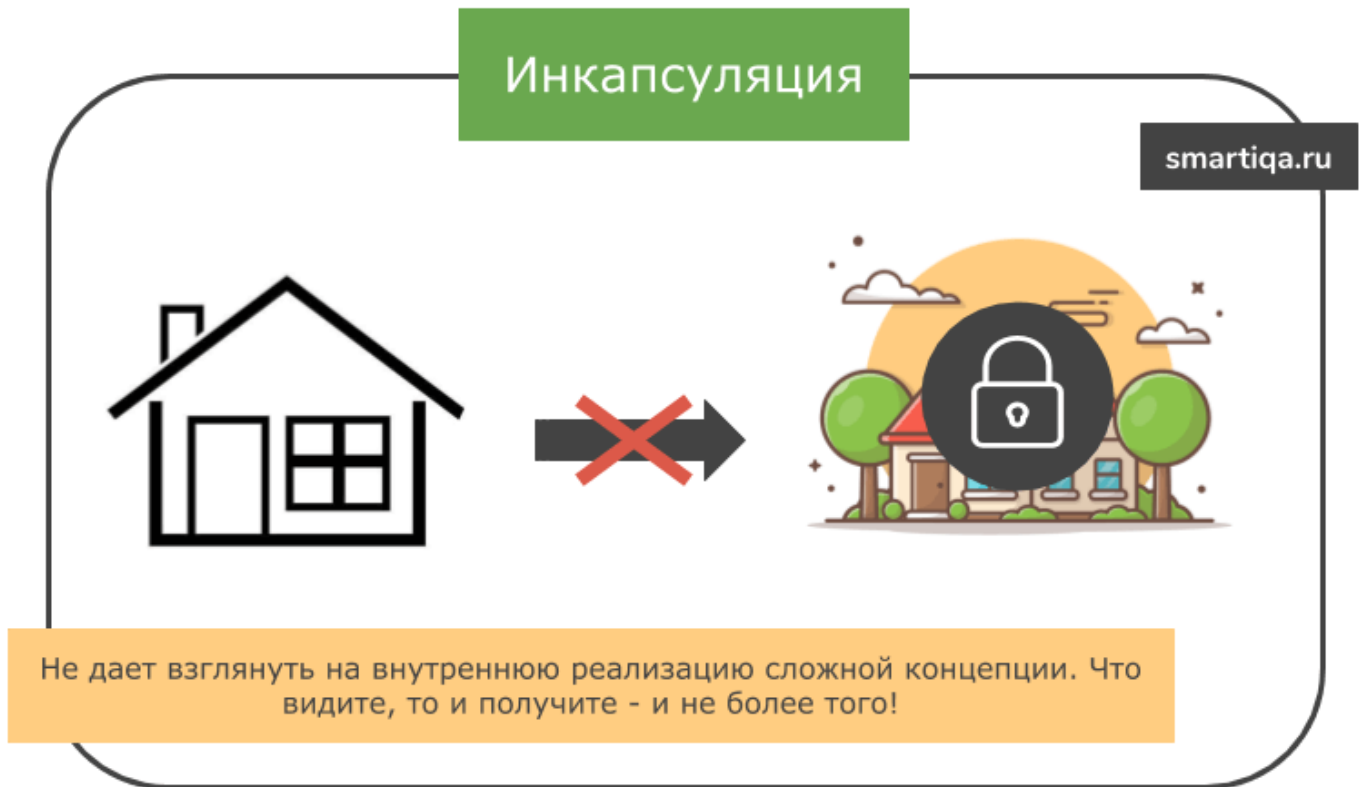 Инкапсуляция
smartiqa.ru
Не дает взглянуть на внутреннюю реализацию сложной концепции. Что
видите, то и получите - и не более того!